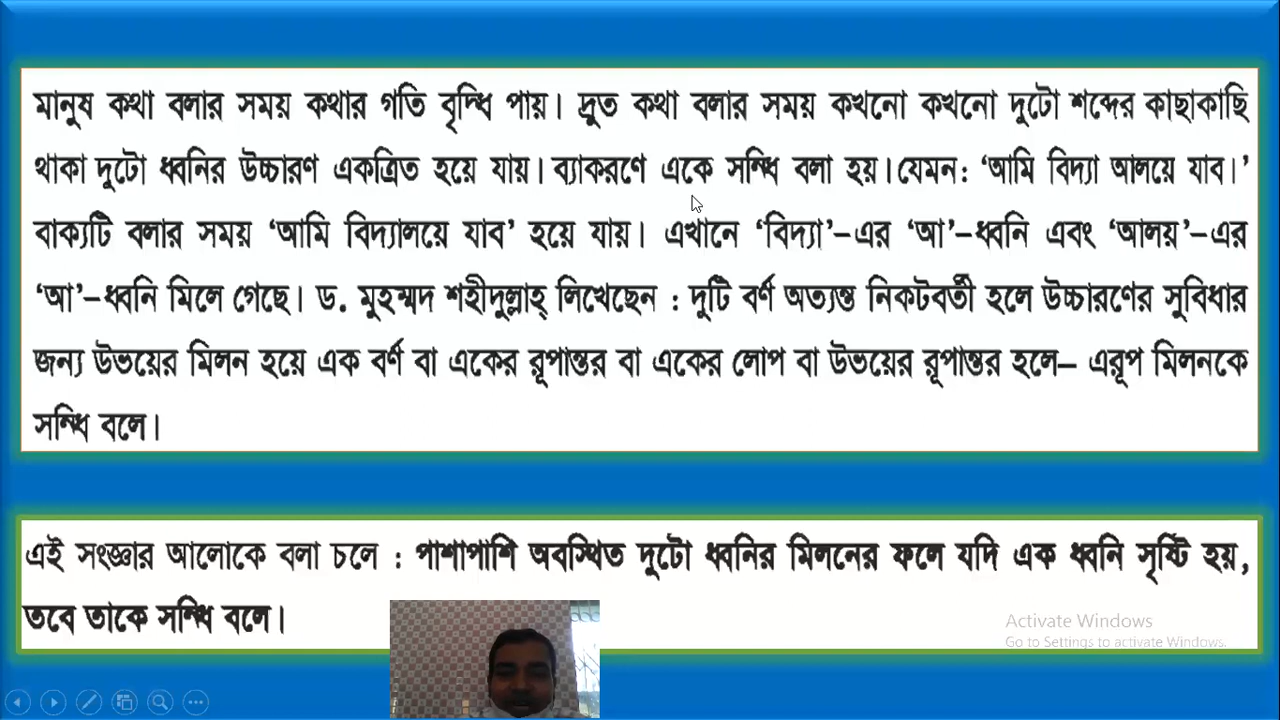 মানুষ কথা বলার সময় কথার গতি বৃদ্ধি পায়। দ্রুত কথা বলার সময় কখনো কখনো দুটো শব্দের কাছাকাছি
থাকা দুটো ধ্বনির উচ্চারণ একত্রিত হয়ে যায়। ব্যাকরণে একে সন্ধি বলা হয়। যেমন: ‘আমি বিদ্যা আলয়ে যাব।’
বাক্যটি বলার সময় ‘আমি বিদ্যালয়ে যাব’ হয়ে যায়। এখানে ‘বিদ্যা’-এর ‘আ’-ধ্বনি এবং ‘আলয়’-এর
‘আ’-ধ্বনি মিলে গেছে। ড. মুহম্মদ শহীদুল্লাহ্ লিখেছেন : দুটি বর্ণ অত্যন্ত নিকটবর্তী হলে উচ্চারণের সুবিধার
জন্য উভয়ের মিলন হয়ে এক বর্ণ বা একের রূপান্তর বা একের লোপ বা উভয়ের রূপান্তর হলে– এরূপ মিলনকে
সন্ধি বলে।
এই সংজ্ঞার আলোকে বলা চলে : পাশাপাশি অবস্থিত দুটো ধ্বনির মিলনের ফলে যদি এক ধ্বনি সৃষ্টি হয়,
তবে তাকে সন্ধি বলে।
Activate Windows
Go to Settings to activate Windows.